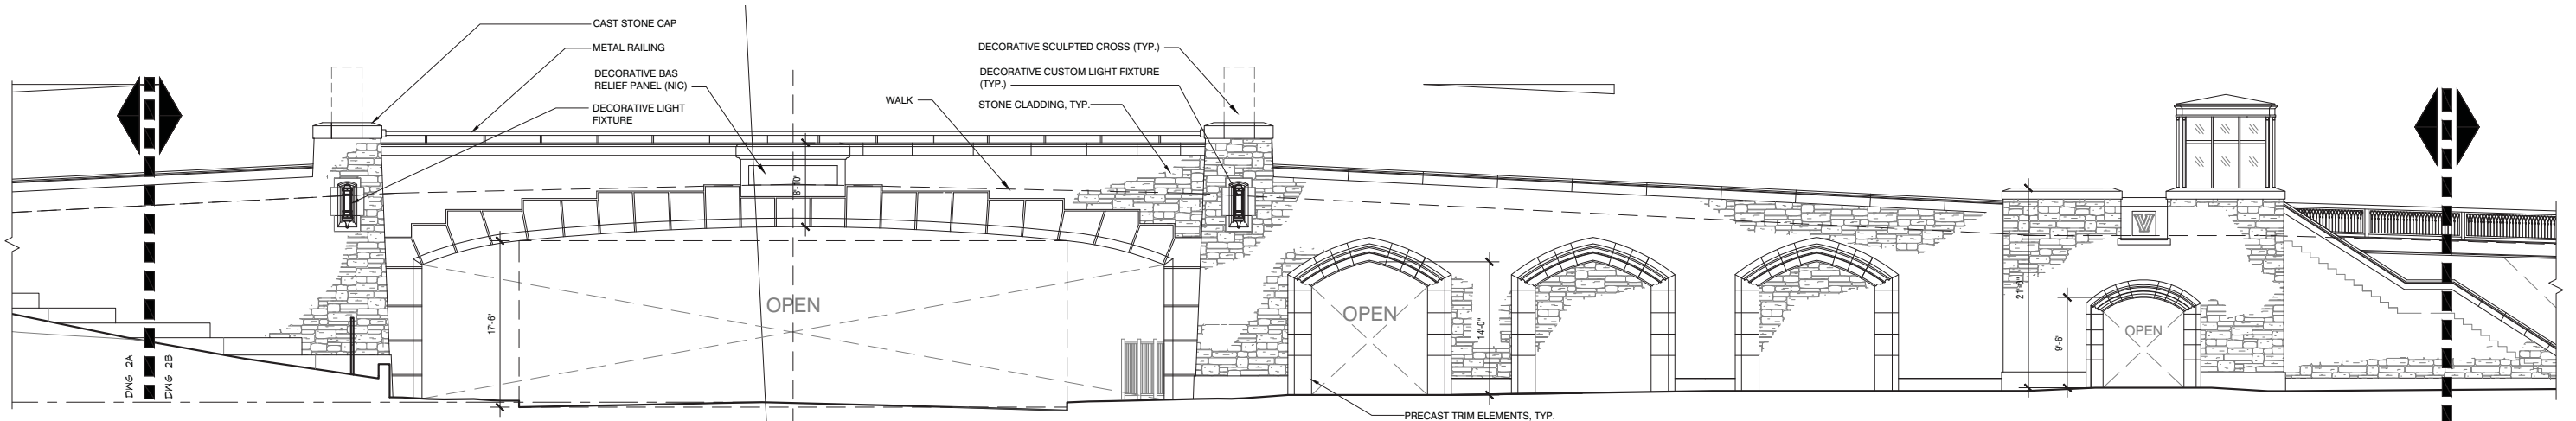 CAST STONE CAP
METAL RAILING
DECORATIVE BAS
RELIEF PANEL (NIC)
DECORATIVE LIGHT
FIXTURE
WALK
DECORATIVE SCULPTED CROSS (TYP.)
DECORATIVE CUSTOM LIGHT FIXTURE
(TYP.)
STONE CLADDING, TYP.
8'-10"
17'-6"
OPEN
OPEN
14'-0"
21'-6"
9'-6"
OPEN
V
DWG. 2A
DWG. 2B
PRECAST TRIM ELEMENTS, TYP.